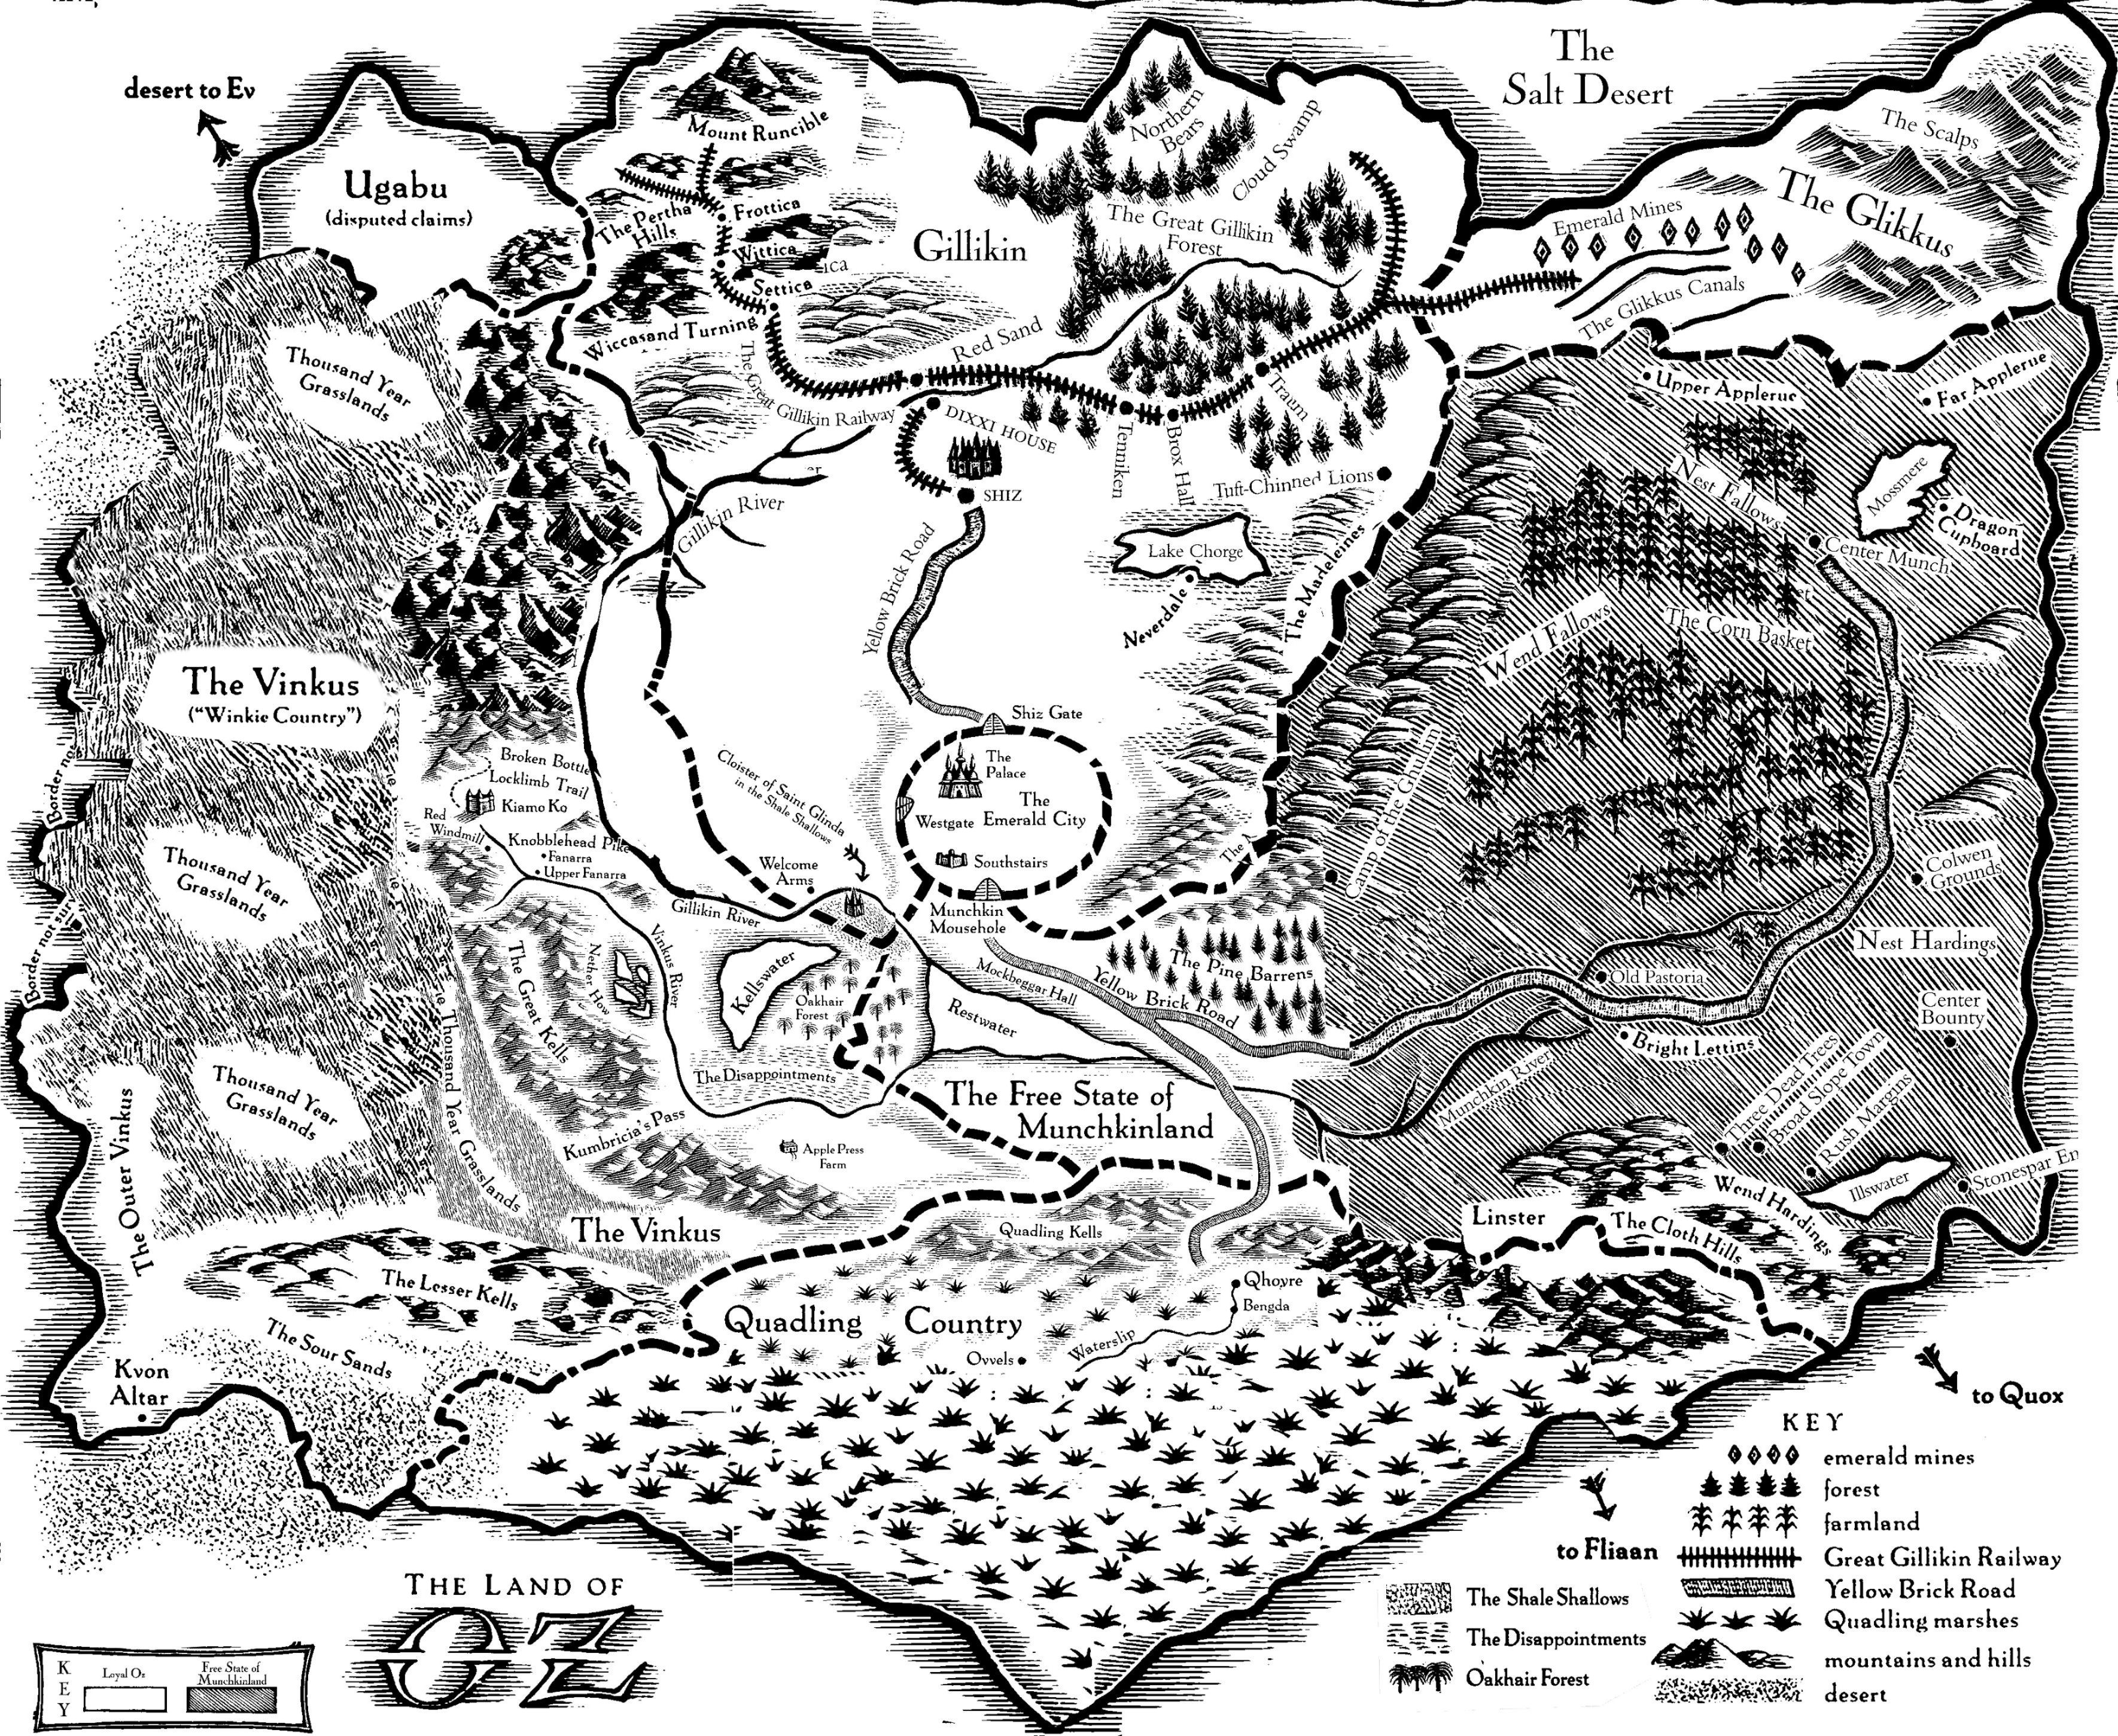 The
Salt Desert
desert to Ev
Ugabu
(disputed claims)
Mount Runcible
Frottica
The Pertha
Hills
Wittica
ica
Settica
Wiccasand Turning
Gillikin
Northern
Bears
Cloud Swamp
The Great Gillikin
Forest
The Scalps
The Glikkus
Emerald Mines
The Glikkus Canals
Red Sand
The Great Gillikin Railway
DIXXI HOUSE
SHIZ
Tenniken
Brox Hall
Traum
Tuft-Chinned Lions
Upper Applerue
Far Applerue
Mossmere
Dragon
Cupboard
Nest Fallows
Center Munch
Wend Fallows
The Corn Basket
Thousand Year
Grasslands
Gillikin River
Yellow Brick Road
Lake Chorge
Neverdale
The Madeleines
The Vinkus
("Winkie Country")
Broken Bottle
Locklimb Trail
Kiamo Ko
Red
Windmill
Knobblehead Pike
Fanarra
Upper Fanarra
Cloister of Saint Glinda
in the Shale Shallows
Welcome
Arms
Shiz Gate
The
Palace
The
Emerald City
Westgate
Southstairs
Munchkin
Mousehole
The
Colwen
Grounds
Nest Hardings
Center
Bounty
Thousand Year
Grasslands
Gillikin River
Vinkus River
Nether How
The Great Kells
Kellswater
Oakhair
Forest
The Disappointments
Restwater
Mockbeggar Hall
Yellow Brick Road
The Pine Barrens
Old Pastoria
Bright Lettins
Munchkin River
Three Dead Trees
Broad Slope Town
Rush Margins
Stonespar En
Illswater
Wend Hardings
The Cloth Hills
Linster
The Free State of
Munchkinland
Thousand Year
Grasslands
The Outer Vinkus
Thousand Year Grasslands
Kumbricia's Pass
Apple Press
Farm
The Vinkus
Quadling Kells
The Lesser Kells
The Sour Sands
Kvon
Altar
Quadling Country
Qhoyre
Bengda
Waterslip
Ovvels
to Quox
to Fliaan
KEY
emerald mines
forest
farmland
Great Gillikin Railway
Yellow Brick Road
Quadling marshes
mountains and hills
desert
The Shale Shallows
The Disappointments
Oakhair Forest
THE LAND OF
OZ
KEY
Loyal Oz
Free State of
Munchkinland